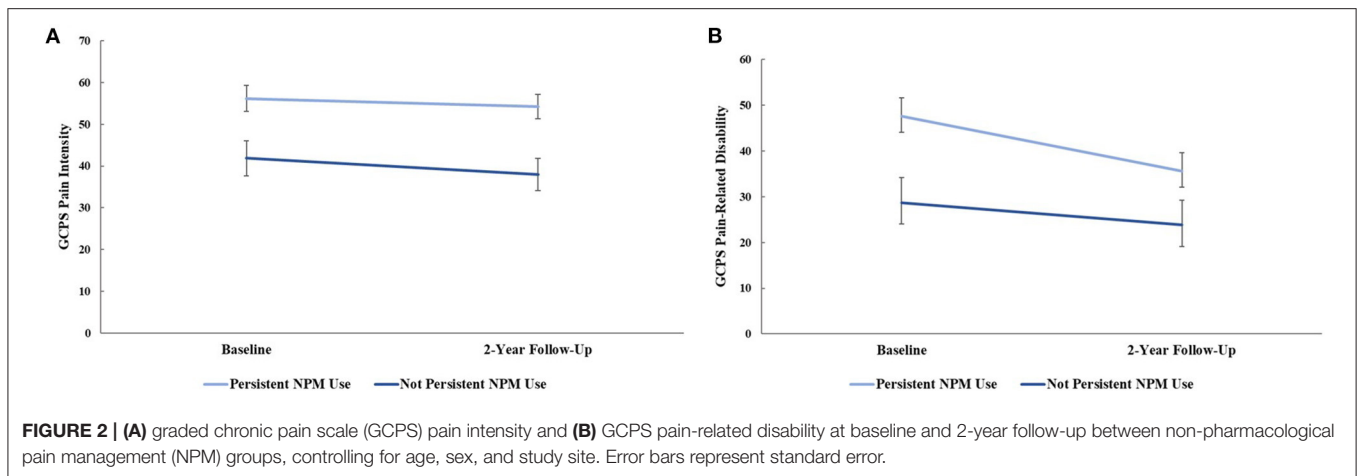 A
70
60
50
40
30
20
10
0
GCPS Pain Intensity
Baseline 2-Year Follow-Up
Persistent NPM Use Not Persistent NPM Use
B
60
50
40
30
20
10
0
GCPS Pain-Related Disability
Baseline 2-Year Follow-Up
Persistent NPM Use Not Persistent NPM Use
FIGURE 2 | (A) graded chronic pain scale (GCPS) pain intensity and (B) GCPS pain-related disability at baseline and 2-year follow-up between non-pharmacological
pain management (NPM) groups, controlling for age, sex, and study site. Error bars represent standard error.